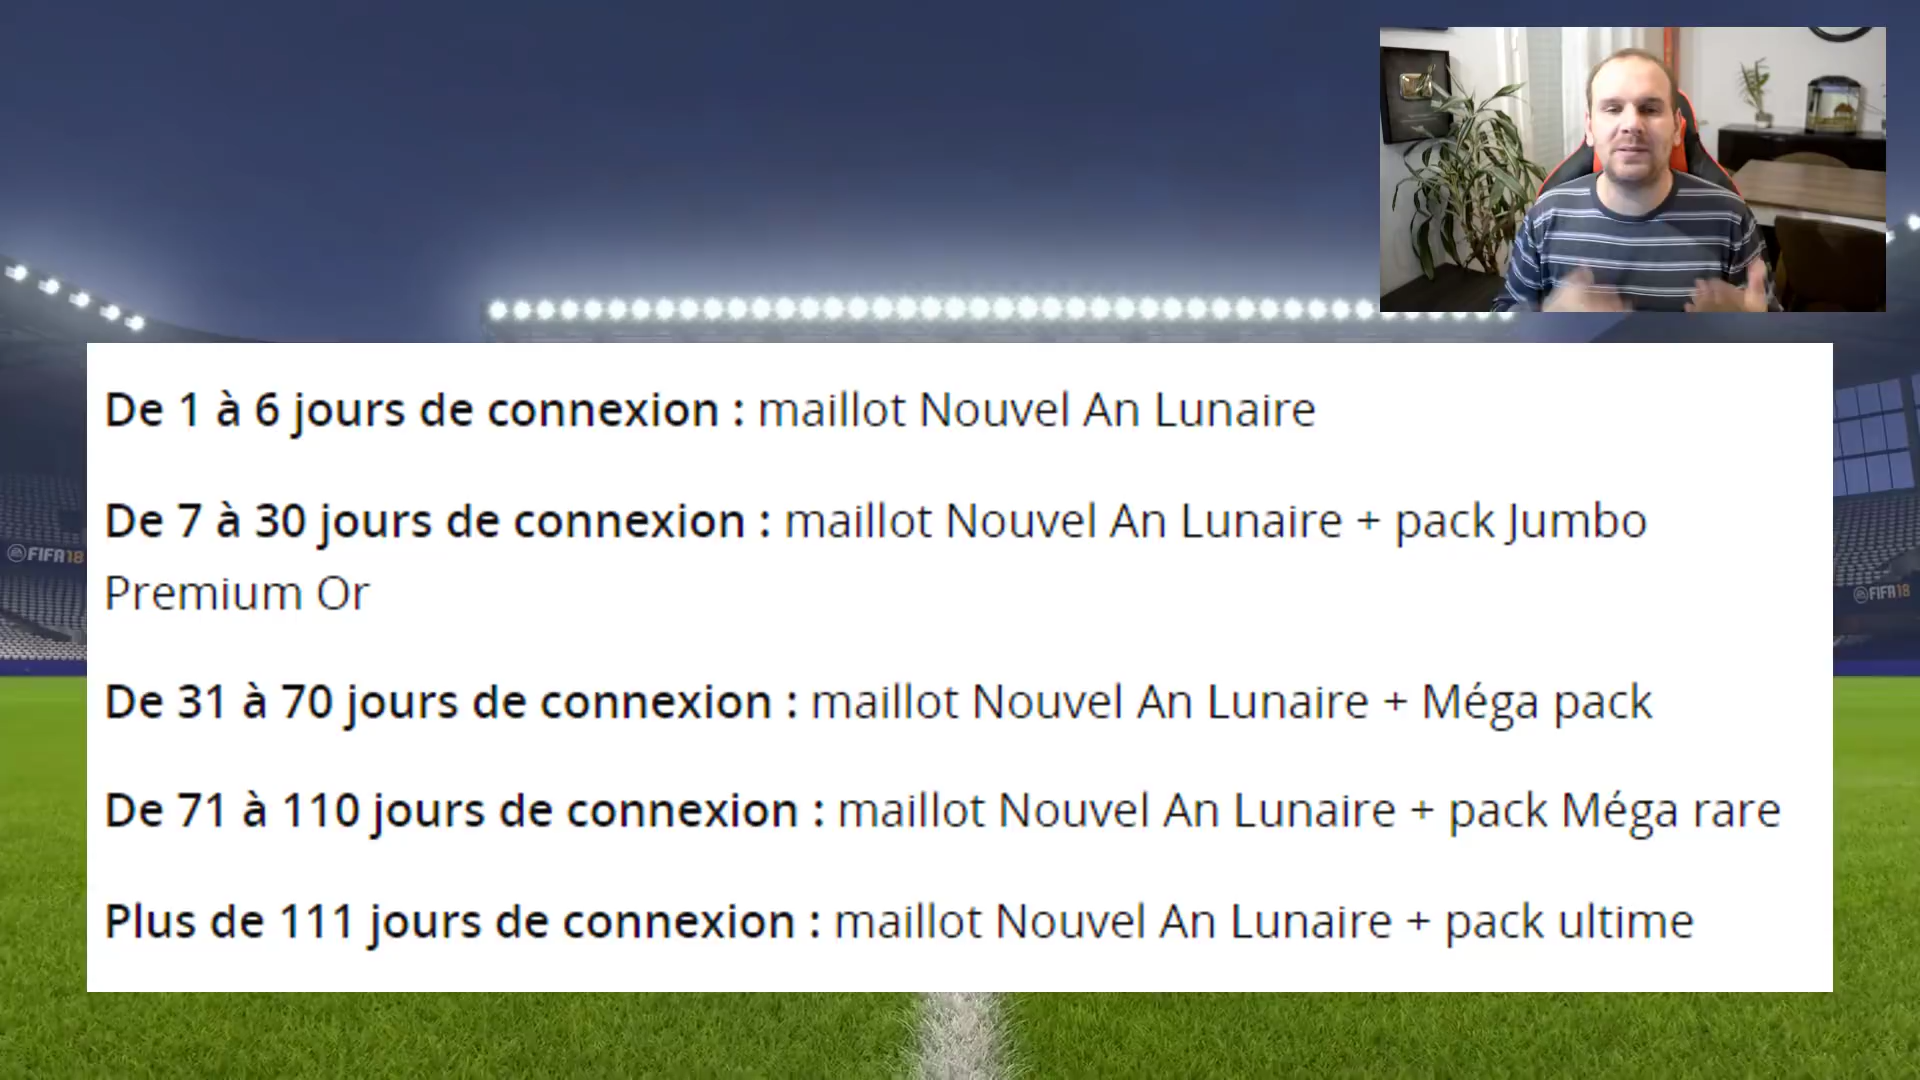 De 1 à 6 jours de connexion : maillot Nouvel An Lunaire
De 7 à 30 jours de connexion : maillot Nouvel An Lunaire + pack Jumbo
Premium Or
FIFA18
FIFA18
De 31 à 70 jours de connexion : maillot Nouvel An Lunaire + Méga pack
De 71 à 110 jours de connexion : maillot Nouvel An Lunaire + pack Méga rare
Plus de 111 jours de connexion : maillot Nouvel An Lunaire + pack ultime